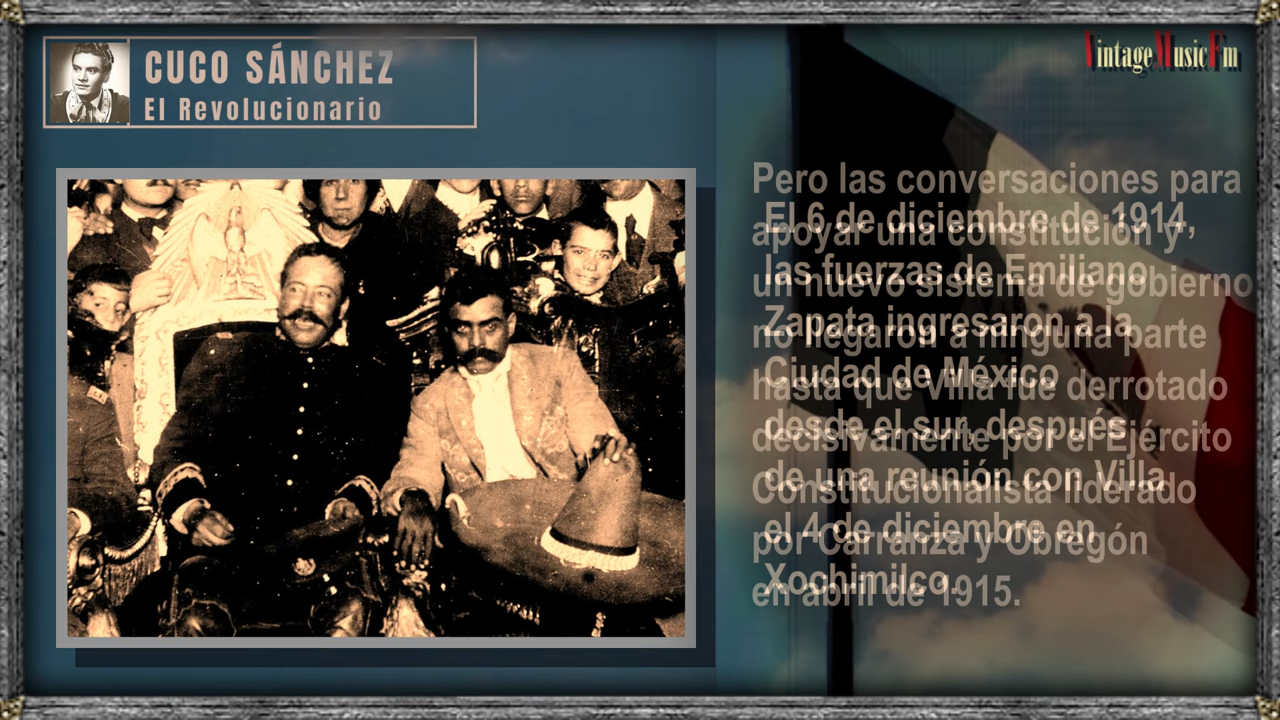 CUCO SÁNCHEZ
El Revolucionario
VintageMusicFm
Pero las conversaciones para
apoyar una constitución y
un nuevo sistema de gobierno
no llegaron a ninguna parte
hasta que Villa fue derrotado
decisivamente por el Ejército
Constitucionalista liderado
por Carranza y Obregón
en abril de 1915.
El 6 de diciembre de 1914,
las fuerzas de Emiliano
Zapata ingresaron a la
Ciudad de México
desde el sur, después
de una reunión con Villa
el 4 de diciembre en
Xochimilco.